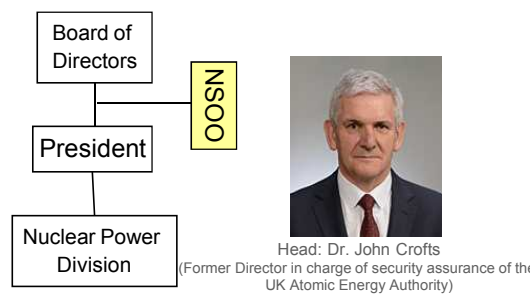 Board of
Directors
NSOO
President
Nuclear Power
Division
Head: Dr. John Crofts
(Former Director in charge of security assurance of the
UK Atomic Energy Authority)